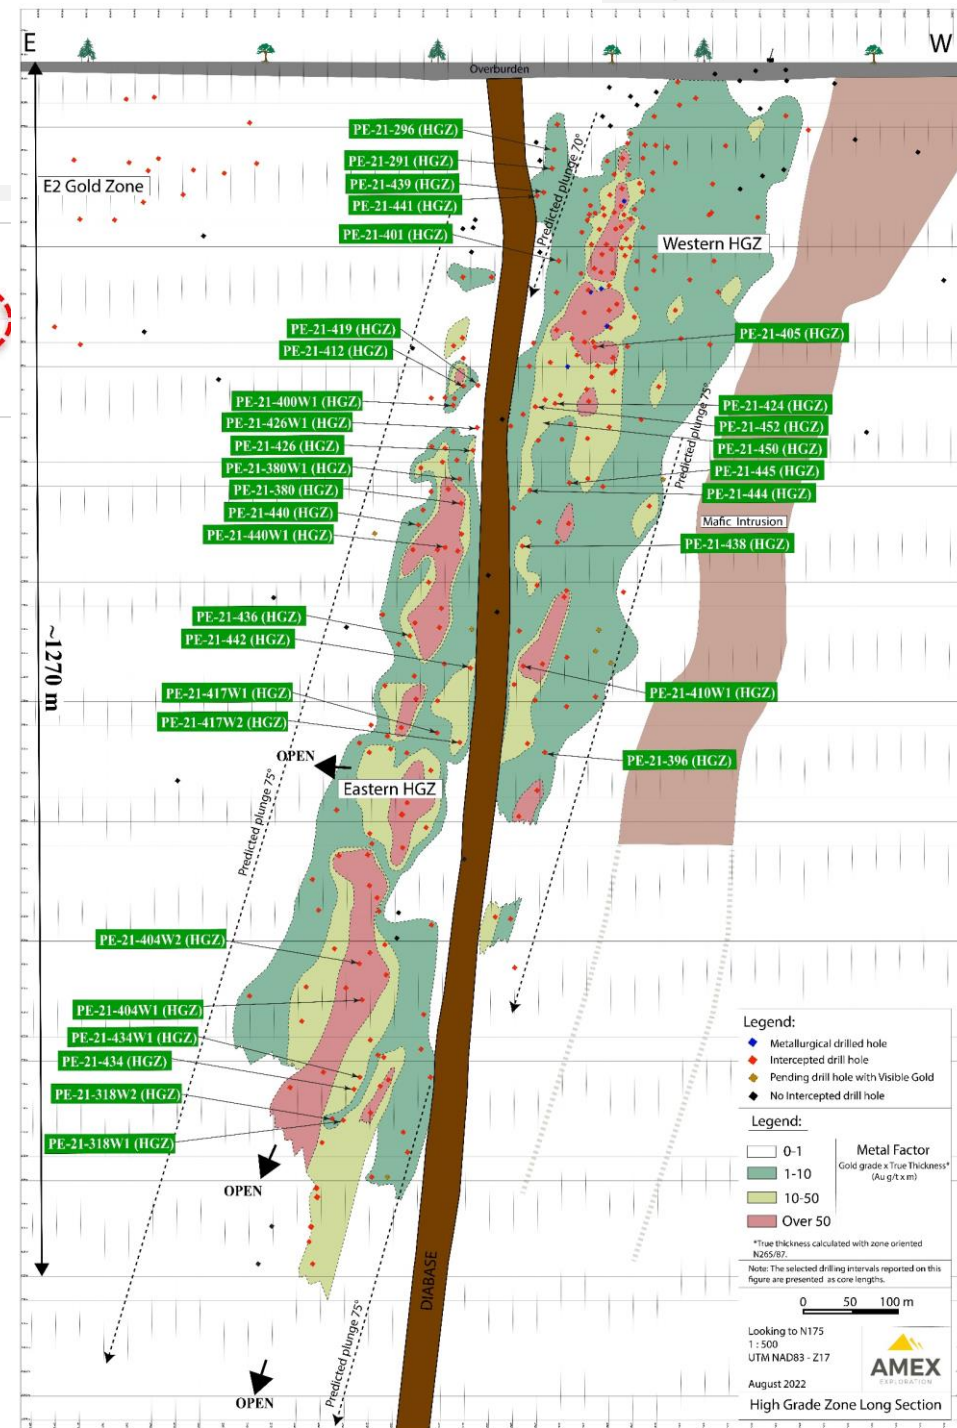 E
W
Overburden
PE-21-296 (HGZ)
PE-21-291 (HGZ)
PE-21-439 (HGZ)
PE-21-441 (HGZ)
PE-21-401 (HGZ)
Predicted plunge 70°
E2 Gold Zone
Western HGZ
PE-21-419 (HGZ)
PE-21-412 (HGZ)
PE-21-405 (HGZ)
PE-21-400W1 (HGZ)
PE-21-426W1 (HGZ)
PE-21-426 (HGZ)
PE-21-380W1 (HGZ)
PE-21-380 (HGZ)
PE-21-440 (HGZ)
PE-21-440W1 (HGZ)
PE-21-424 (HGZ)
PE-21-452 (HGZ)
PE-21-450 (HGZ)
PE-21-445 (HGZ)
PE-21-444 (HGZ)
Predicted plunge 75°
Mafic Intrusion
PE-21-438 (HGZ)
PE-21-436 (HGZ)
PE-21-442 (HGZ)
~1270 m
PE-21-417W1 (HGZ)
PE-21-417W2 (HGZ)
PE-21-410W1 (HGZ)
PE-21-396 (HGZ)
OPEN
Eastern HGZ
Predicted plunge 75°
PE-21-404W2 (HGZ)
PE-21-404W1 (HGZ)
PE-21-434W1 (HGZ)
PE-21-434 (HGZ)
PE-21-318W2 (HGZ)
PE-21-318W1 (HGZ)
OPEN
DIABASE
Predicted plunge 75°
OPEN
Legend:
Metallurgical drilled hole
Intercepted drill hole
Pending drill hole with Visible Gold
No Intercepted drill hole
Legend:
0-1
1-10
10-50
Over 50
Metal Factor
Gold grade x True Thickness*
(Au g/t x m)
*True thickness calculated with zone oriented
N265/87.
Note: The selected drilling intervals reported on this
figure are presented as core lengths.
0 50 100 m
Looking to N175
1 : 500
UTM NAD83 - Z17
August 2022
AMEX
EXPLORATION
High Grade Zone Long Section